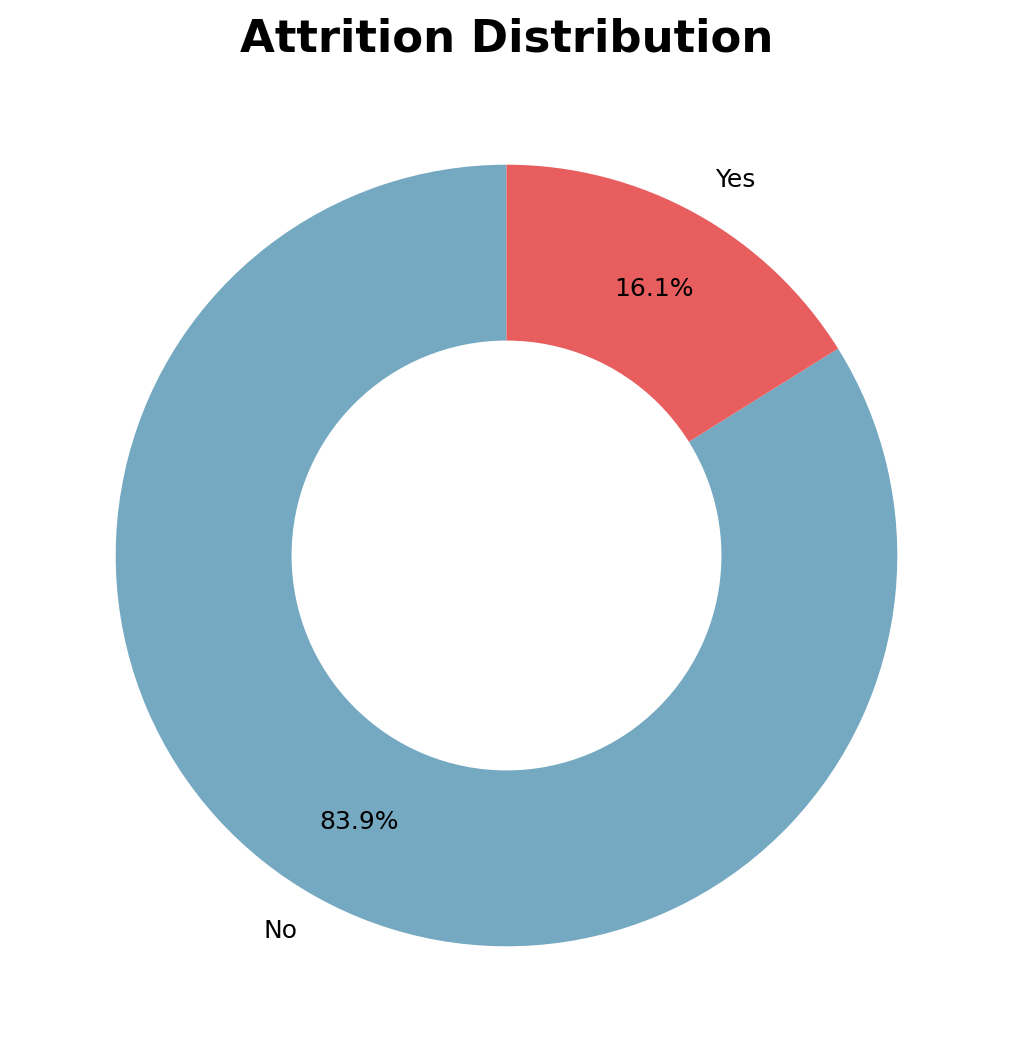 Attrition Distribution
Yes
16.1%
83.9%
No